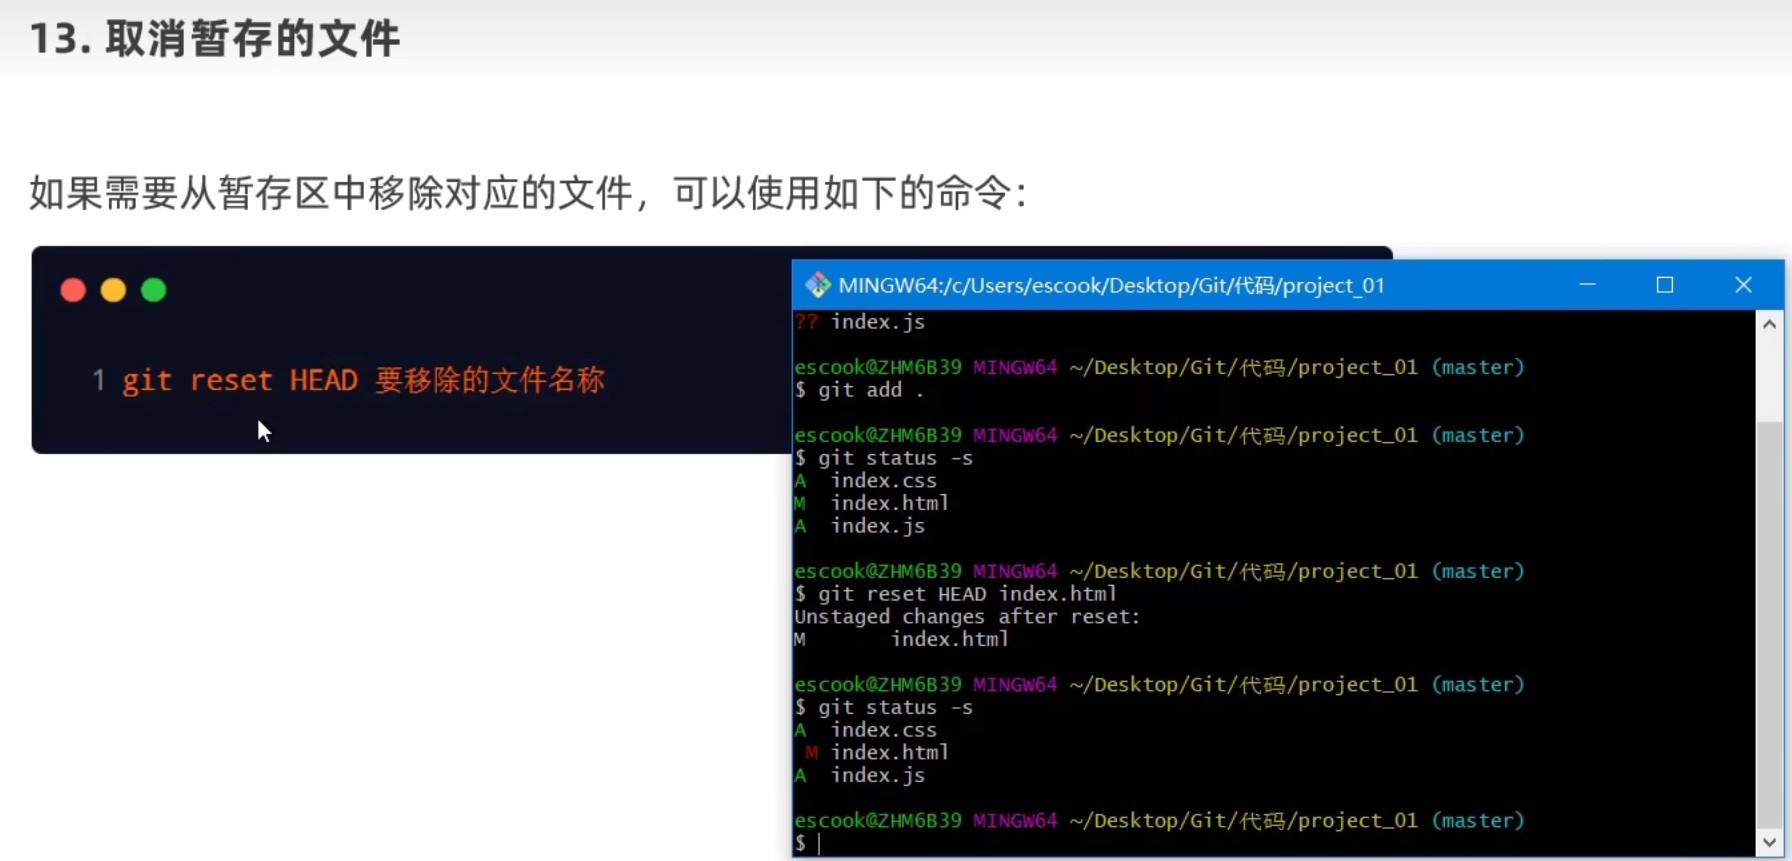 13. 取消暂存的文件
如果需要从暂存区中移除对应的文件，可以使用如下的命令：
1 git reset HEAD 要移除的文件名称
MINGW64:/c/Users/escook/Desktop/Git/代码/project_01
?? index.js
escook@ZHM6B39 MINGW64 ~/Desktop/Git/代码/project_01 (master)
$ git add .
escook@ZHM6B39 MINGW64 ~/Desktop/Git/代码/project_01 (master)
$ git status -s
A  index.css
M  index.html
A  index.js
escook@ZHM6B39 MINGW64 ~/Desktop/Git/代码/project_01 (master)
$ git reset HEAD index.html
Unstaged changes after reset:
M       index.html
escook@ZHM6B39 MINGW64 ~/Desktop/Git/代码/project_01 (master)
$ git status -s
A  index.css
 M index.html
A  index.js
escook@ZHM6B39 MINGW64 ~/Desktop/Git/代码/project_01 (master)
$